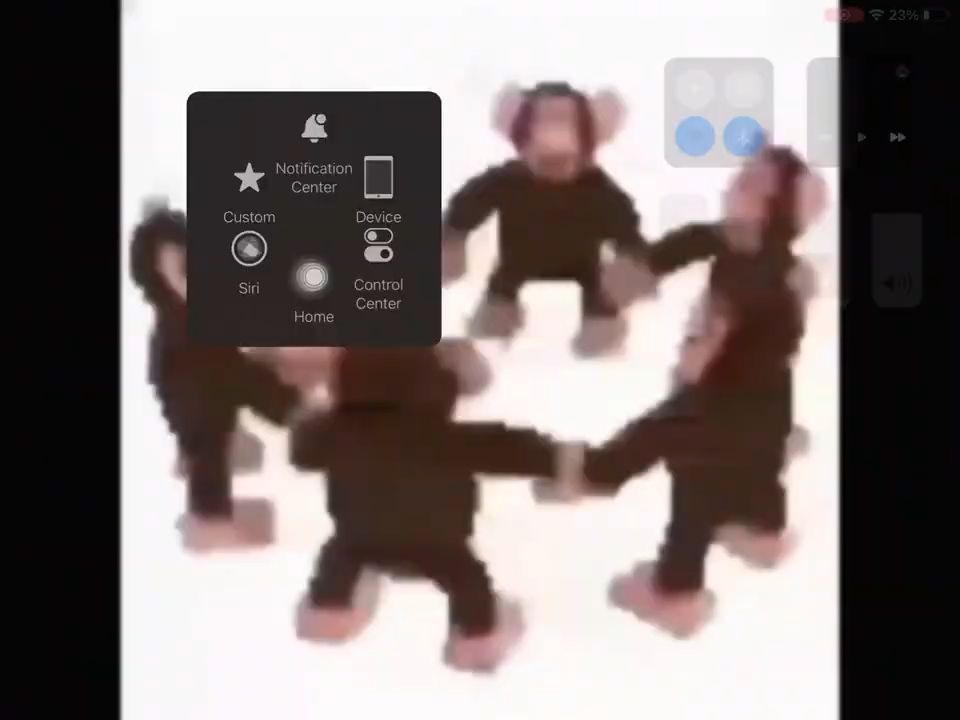 23%
Notification
Center
Custom
Device
Siri
Control
Center
Home